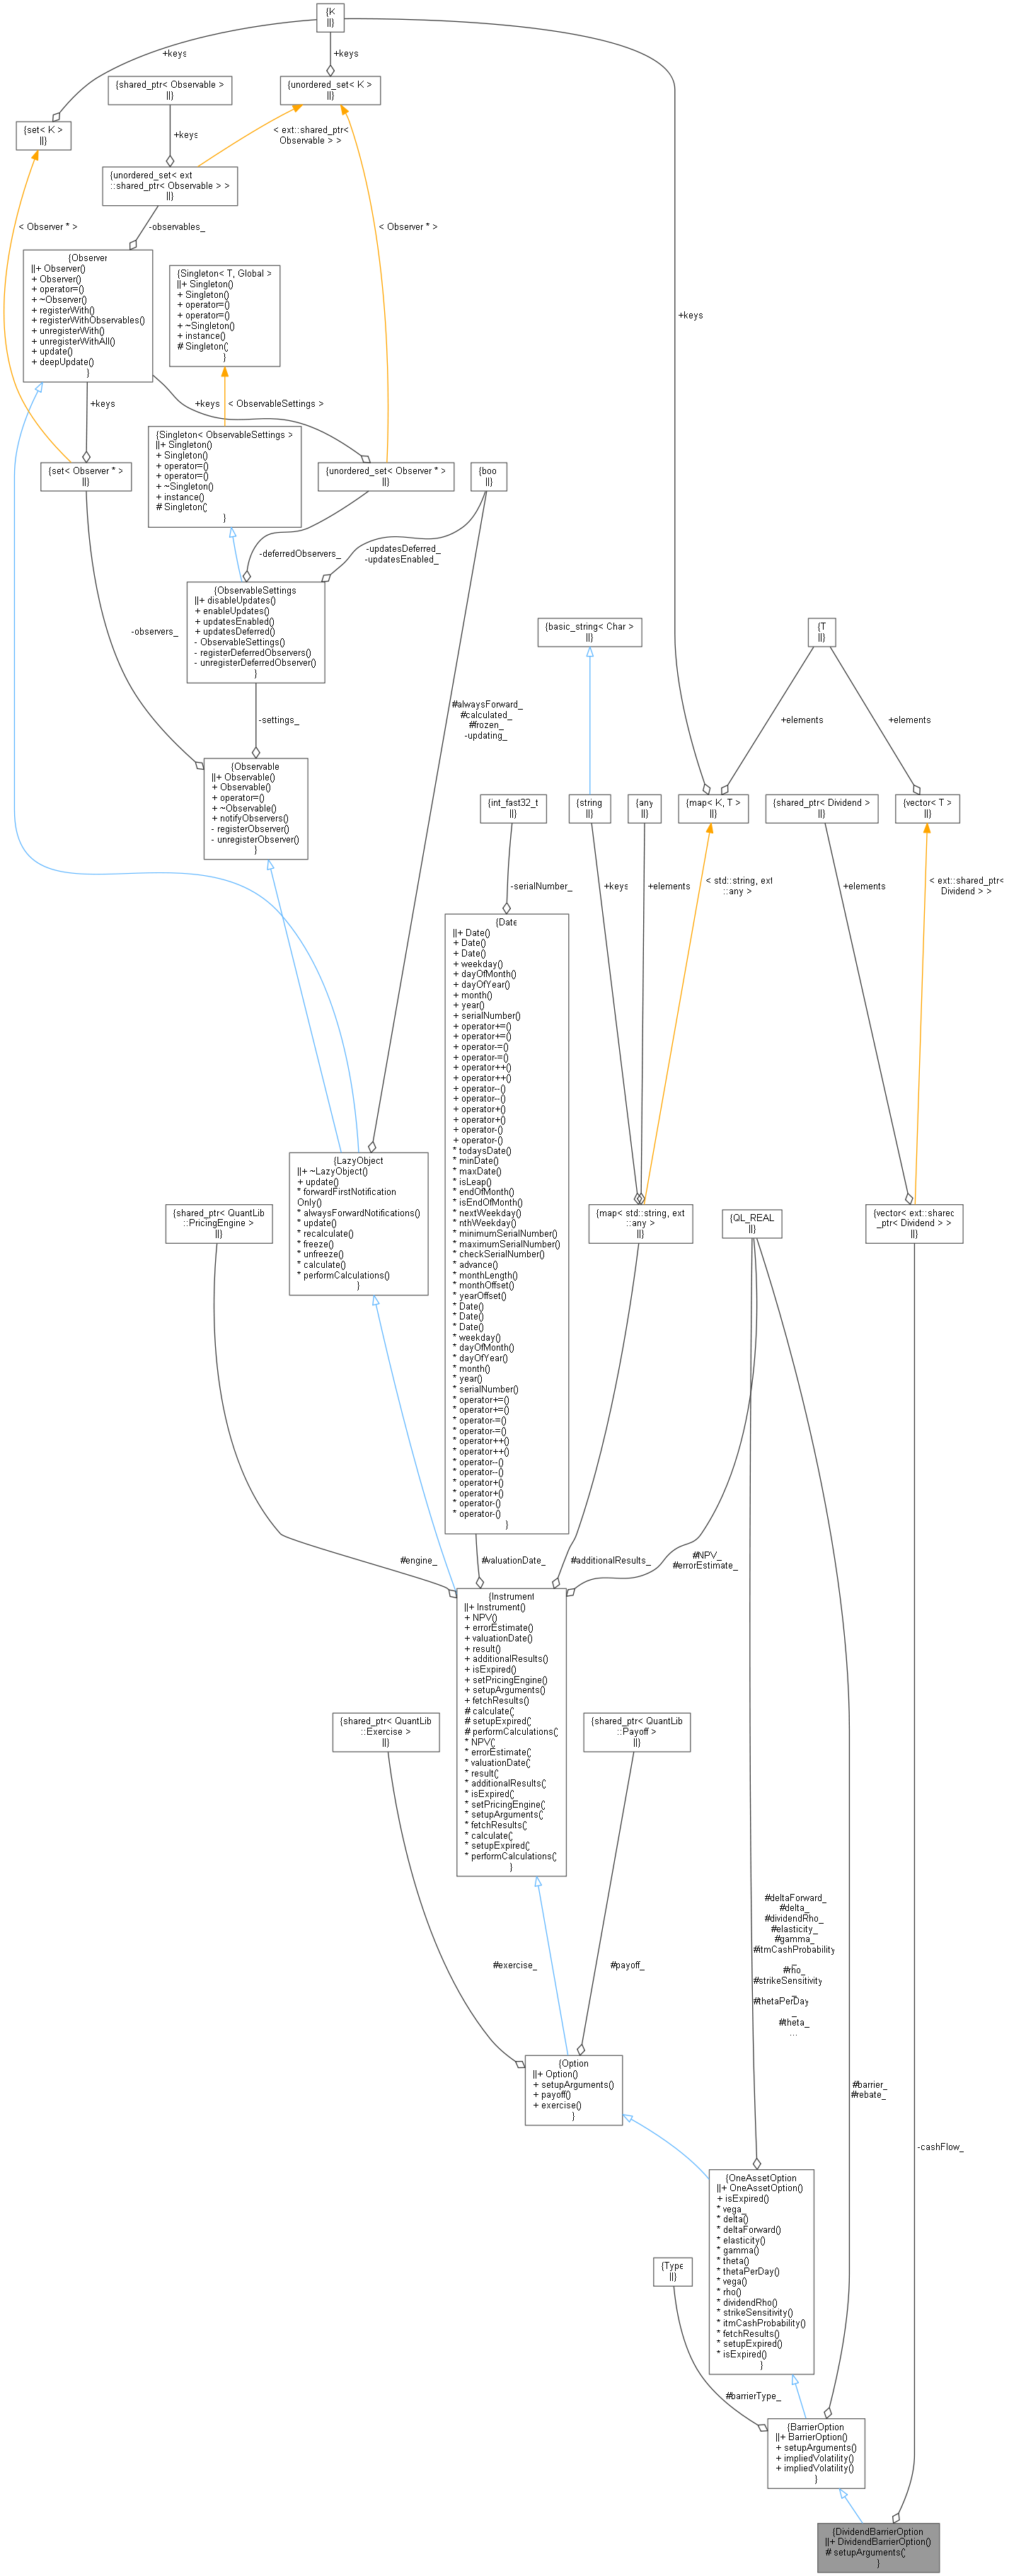 {K
||}
+keys
+keys
{shared_ptr< Observable >
||}
{unordered_set< K >
||}
{set< K >
||}
+keys
< ext::shared_ptr<
Observable > >
{unordered_set< ext
::shared_ptr< Observable > >
||}
< Observer * >
-observables_
< Observer * >
{Observer
||+ Observer()
+ Observer()
+ operator=()
+ ~Observer()
+ registerWith()
+ registerWithObservables()
+ unregisterWith()
+ unregisterWithAll()
+ update()
+ deepUpdate()
}
{Singleton< T, Global >
||+ Singleton()
+ Singleton()
+ operator=()
+ operator=()
+ ~Singleton()
+ instance()
# Singleton()
}
+keys
+keys
+keys
< ObservableSettings >
{Singleton< ObservableSettings >
||+ Singleton()
+ Singleton()
+ operator=()
+ operator=()
+ ~Singleton()
+ instance()
# Singleton()
}
{set< Observer * >
||}
{unordered_set< Observer * >
||}
{boo
||}
-deferredObservers_
-updatesDeferred_
-updatesEnabled_
{ObservableSettings
||+ disableUpdates()
+ enableUpdates()
+ updatesEnabled()
+ updatesDeferred()
- ObservableSettings()
- registerDeferredObservers()
- unregisterDeferredObserver()
}
-observers_
{basic_string< Char >
||}
{T
||}
-settings_
#alwaysForward_
#calculated_
#frozen_
-updating_
+elements
+elements
{Observable
||+ Observable()
+ Observable()
+ operator=()
+ ~Observable()
+ notifyObservers()
- registerObserver()
- unregisterObserver()
}
{int_fast32_t
||}
{string
||}
{any
||}
{map< K, T >
||}
{shared_ptr< Dividend >
||}
{vector< T >
||}
-serialNumber_
+keys
+elements
< std::string, ext
::any >
+elements
< ext::shared_ptr<
Dividend > >
{Date
||+ Date()
+ Date()
+ Date()
+ weekday()
+ dayOfMonth()
+ dayOfYear()
+ month()
+ year()
+ serialNumber()
+ operator+=()
+ operator+=()
+ operator-=()
+ operator-=()
+ operator++()
+ operator++()
+ operator--()
+ operator--()
+ operator+()
+ operator+()
+ operator-()
+ operator-()
* todaysDate()
* minDate()
* maxDate()
* isLeap()
* endOfMonth()
* isEndOfMonth()
* nextWeekday()
* nthWeekday()
* minimumSerialNumber()
* maximumSerialNumber()
* checkSerialNumber()
* advance()
* monthLength()
* monthOffset()
* yearOffset()
* Date()
* Date()
* Date()
* weekday()
* dayOfMonth()
* dayOfYear()
* month()
* year()
* serialNumber()
* operator+=()
* operator+=()
* operator-=()
* operator-=()
* operator++()
* operator++()
* operator--()
* operator--()
* operator+()
* operator+()
* operator-()
* operator-()
}
{LazyObject
||+ ~LazyObject()
+ update()
* forwardFirstNotification
Only()
* alwaysForwardNotifications()
* update()
* recalculate()
* freeze()
* unfreeze()
* calculate()
* performCalculations()
}
{shared_ptr< QuantLib
::PricingEngine >
||}
{map< std::string, ext
::any >
||}
{QL_REAL
||}
{vector< ext::sharec
_ptr< Dividend > >
||}
#engine_
#valuationDate_
#additionalResults_
#NPV_
#errorEstimate_
{Instrument
||+ Instrument()
+ NPV()
+ errorEstimate()
+ valuationDate()
+ result()
+ additionalResults()
+ isExpired()
+ setPricingEngine()
+ setupArguments()
+ fetchResults()
# calculate()
# setupExpired()
# performCalculations()
* NPV()
* errorEstimate()
* valuationDate()
* result()
* additionalResults()
* isExpired()
* setPricingEngine()
* setupArguments()
* fetchResults()
* calculate()
* setupExpired()
* performCalculations()
}
{shared_ptr< QuantLib
::Exercise >
||}
{shared_ptr< QuantLib
::Payoff >
||}
#exercise_
#payoff_
#deltaForward_
#delta_
#dividendRho_
#elasticity_
#gamma_
#itmCashProbability
_
#rho_
#strikeSensitivity
_
#thetaPerDay
_
#theta_
...
{Option
||+ Option()
+ setupArguments()
+ payoff()
+ exercise()
}
#barrier_
#rebate_
-cashFlow_
{OneAssetOption
||+ OneAssetOption()
+ isExpired()
* vega_
* delta()
* deltaForward()
* elasticity()
* gamma()
* theta()
* thetaPerDay()
* vega()
* rho()
* dividendRho()
* strikeSensitivity()
* itmCashProbability()
* fetchResults()
* setupExpired()
* isExpired()
}
{Type
||}
#barrierType_
{BarrierOption
||+ BarrierOption()
+ setupArguments()
+ impliedVolatility()
+ impliedVolatility()
}
{DividendBarrierOption
||+ DividendBarrierOption()
# setupArguments()
}